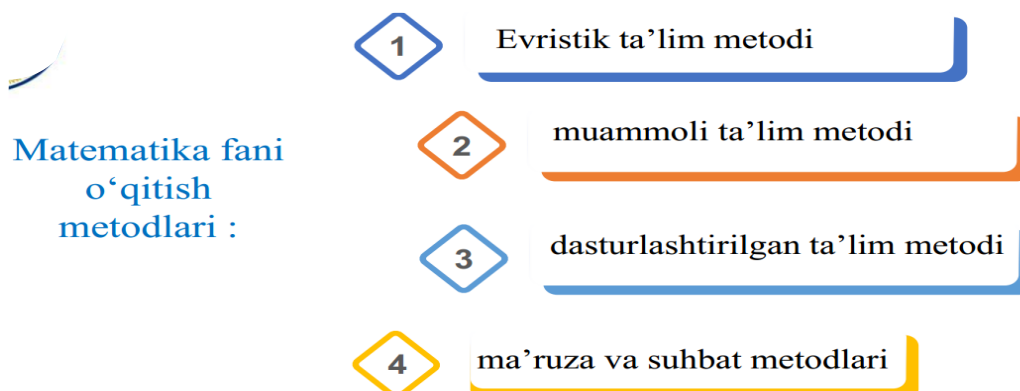 Matematika fani
o‘qitish
metodlari :
1
Evristik ta’lim metodi
2
muammoli ta’lim metodi
3
dasturlashtirilgan ta’lim metodi
4
ma’ruza va suhbat metodlari